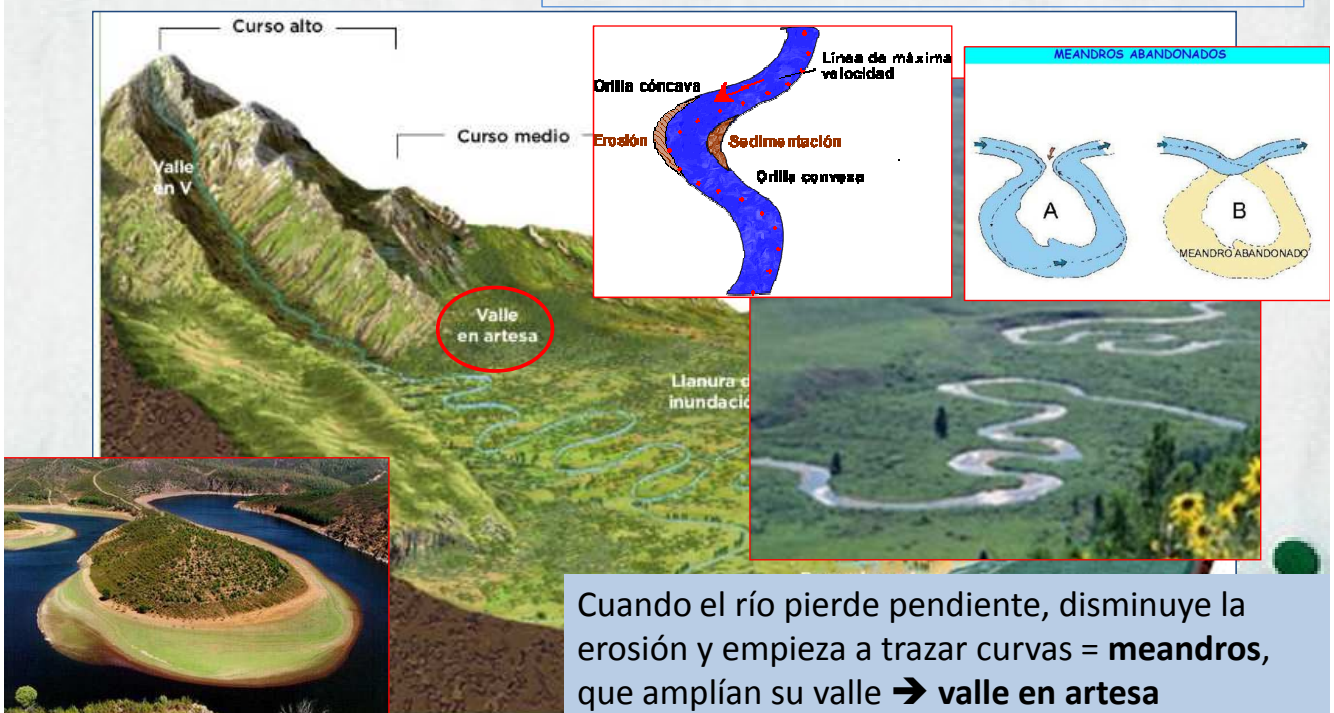 Curso alto
Curso medio
Valle
en V
Valle
en artesa
Llanura d
inundació
Línea de máxima
velocidad
Orilla cóncava
Erosión
Sedimentación
Orilla convexa
MEANDROS ABANDONADOS
A
B
MEANDRO ABANDONADO
Cuando el río pierde pendiente, disminuye la
erosión y empieza a trazar curvas = meandros,
que amplían su valle ➔ valle en artesa